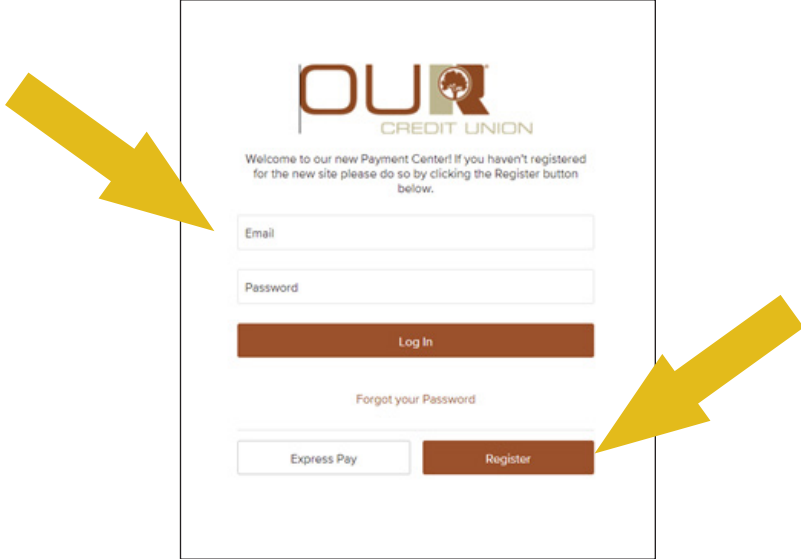 OUR
CREDIT UNION
Welcome to our new Payment Center! If you haven't registered
for the new site please do so by clicking the Register button
below.
Email
Password
Log In
Forgot your Password
Express Pay
Register